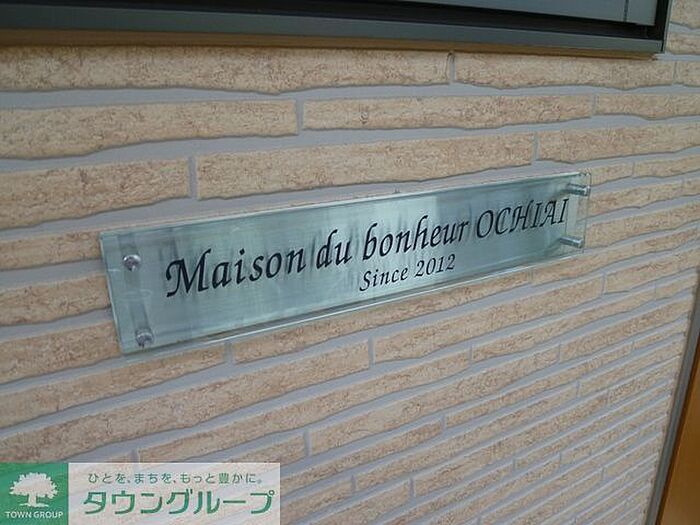 Maison du bonheur OCHIAI
Since 2012
ひとを、まちを、もっと豊かに。
タウングループ
TOWN GROUP